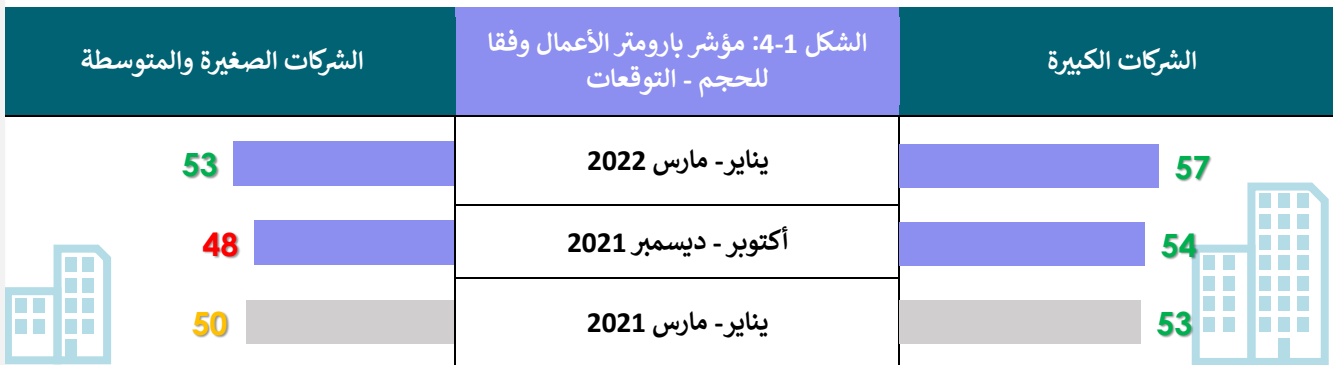 الشركات الكبيرة
الشكل 1-4: مؤشر بارومتر الأعمال وفقا
للحجم - التوقعات
الشركات الصغيرة والمتوسطة
57
يناير- مارس 2022
53
54
أكتوبر - ديسمبر 2021
48
53
يناير- مارس 2021
50